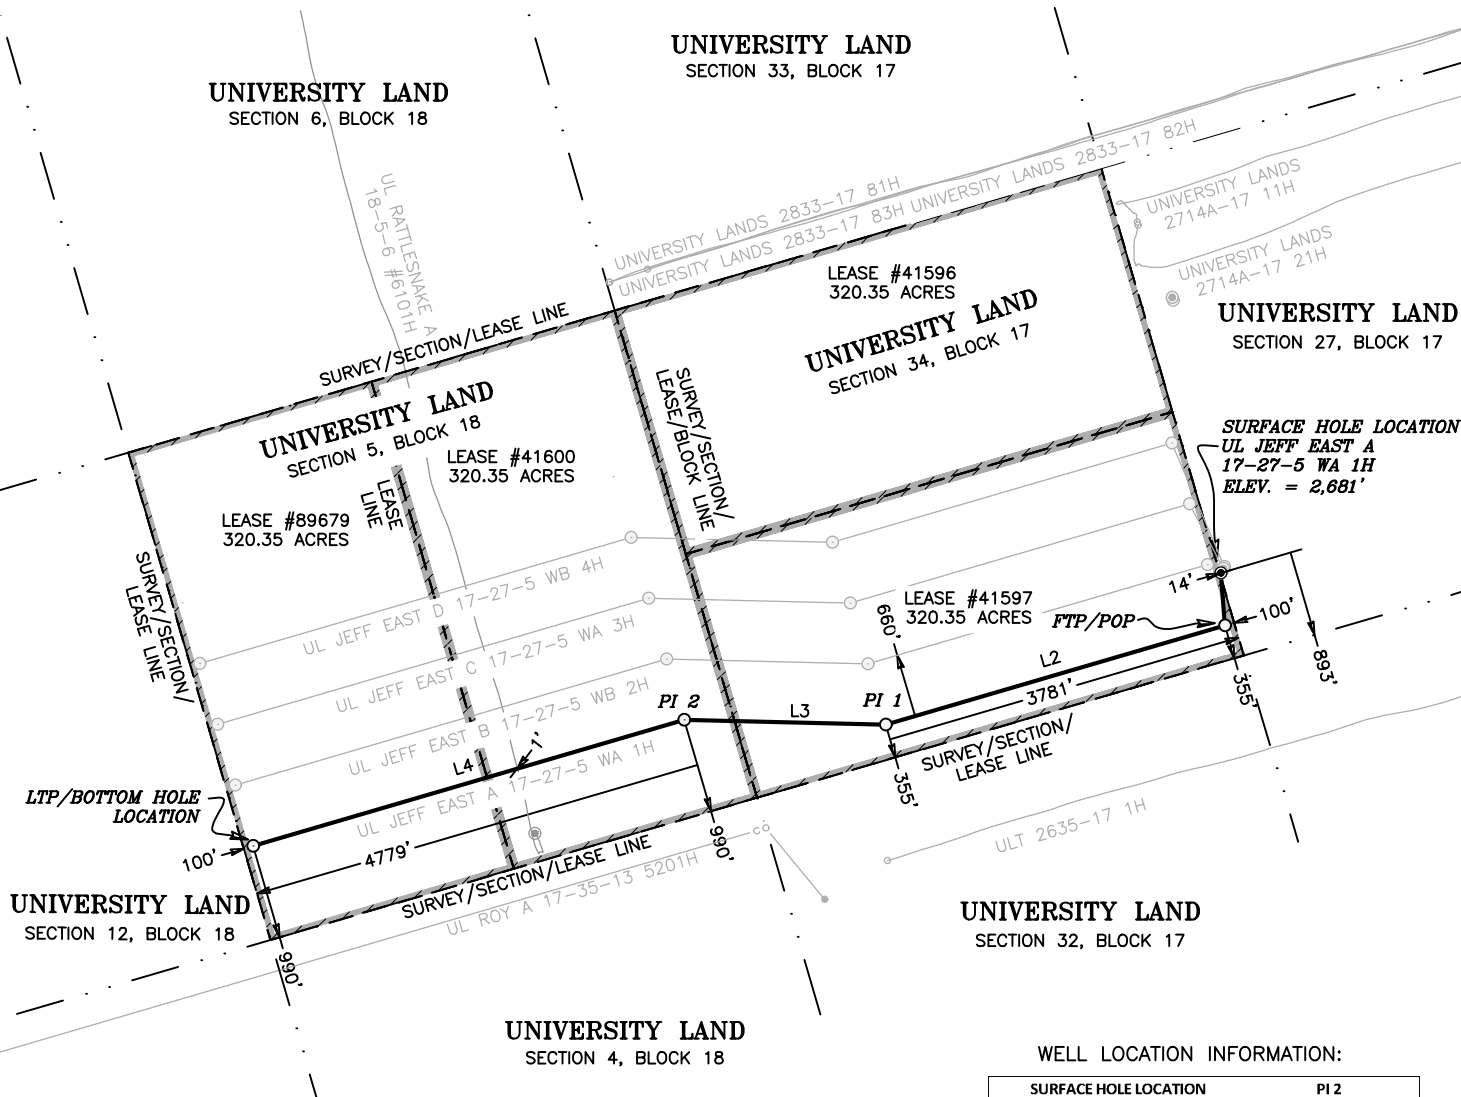 UNIVERSITY LAND
SECTION 33, BLOCK 17
UNIVERSITY LAND
SECTION 6, BLOCK 18
UL RATTLESNAKE A
18-5-6 #6101H
UNIVERSITY LANDS 2833-17 81H
UNIVERSITY LANDS 2833-17 82H
UNIVERSITY LANDS 2833-17 83H
UNIVERSITY LANDS
2714A-17 11H
UNIVERSITY LANDS
2714A-17 21H
LEASE #41596
320.35 ACRES
UNIVERSITY LAND
SECTION 34, BLOCK 17
UNIVERSITY LAND
SECTION 27, BLOCK 17
SURVEY/SECTION/LEASE LINE
UNIVERSITY LAND
SECTION 5, BLOCK 18
LEASE #41600
320.35 ACRES
SURVEY/SECTION/
LEASE/BLOCK LINE
SURFACE HOLE LOCATION
UL JEFF EAST A
17-27-5 WA 1H
ELEV. = 2,681'
LEASE
LINE
LEASE #89679
320.35 ACRES
SURVEY/SECTION/
LEASE LINE
UL JEFF EAST D 17-27-5 WB 4H
UL JEFF EAST C 17-27-5 WA 3H
UL JEFF EAST B 17-27-5 WB 2H
UL JEFF EAST A 17-27-5 WA 1H
LEASE #41597
320.35 ACRES
14'
FTP/POP
100'
893'
355'
660'
L2
3781'
PI 1
PI 2
L3
SURVEY/SECTION/
LEASE LINE
355'
L4
1'
LTP/BOTTOM HOLE
LOCATION
100'
4779'
990'
ULT 2635-17 1H
SURVEY/SECTION/LEASE LINE
UL ROY A 17-35-13 5201H
UNIVERSITY LAND
SECTION 12, BLOCK 18
990'
UNIVERSITY LAND
SECTION 32, BLOCK 17
UNIVERSITY LAND
SECTION 4, BLOCK 18
WELL LOCATION INFORMATION:
SURFACE HOLE LOCATION PI 2